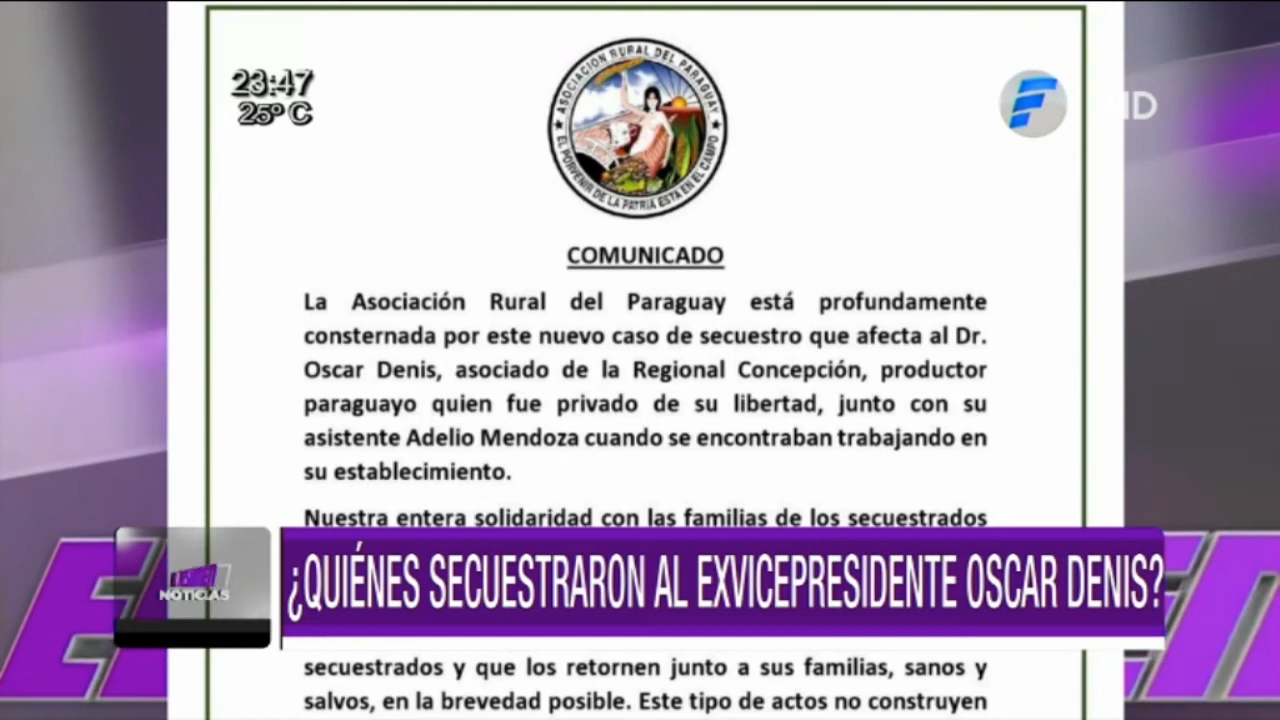 23:47
25º C
HD
ASOCIACION RURAL DEL PARAGUAY
EL PORVENIR DE LA PATRIA ESTA EN EL CAMPO
COMUNICADO
La Asociación Rural del Paraguay está profundamente
consternada por este nuevo caso de secuestro que afecta al Dr.
Oscar Denis, asociado de la Regional Concepción, productor
paraguayo quien fue privado de su libertad, junto con su
asistente Adelio Mendoza cuando se encontraban trabajando en
su establecimiento.
Nuestra entera solidaridad con las familias de los secuestrados
NOTICIAS
¿QUIÉNES SECUESTRARON AL EXVICEPRESIDENTE OSCAR DENIS?
secuestrados y que los retornen junto a sus familias, sanos y
salvos, en la brevedad posible. Este tipo de actos no construyen